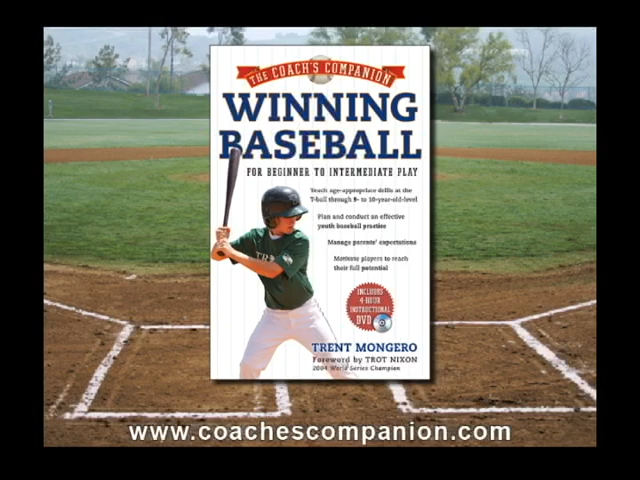 THE COACH'S COMPANION
WINNING
BASEBALL
FOR BEGINNER TO INTERMEDIATE PLAY
Teach age-appropriate drills at the
T-ball through 9- to 10-year-old-level
Plan and conduct an effective
youth baseball practice
Manage parents' expectations
Motivate players to reach
their full potential
INCLUDES
4-HOUR
INSTRUCTIONAL
DVD
TRENT MONGERO
Foreword by TROT NIXON
2004 World Series Champion
www.coachescompanion.com